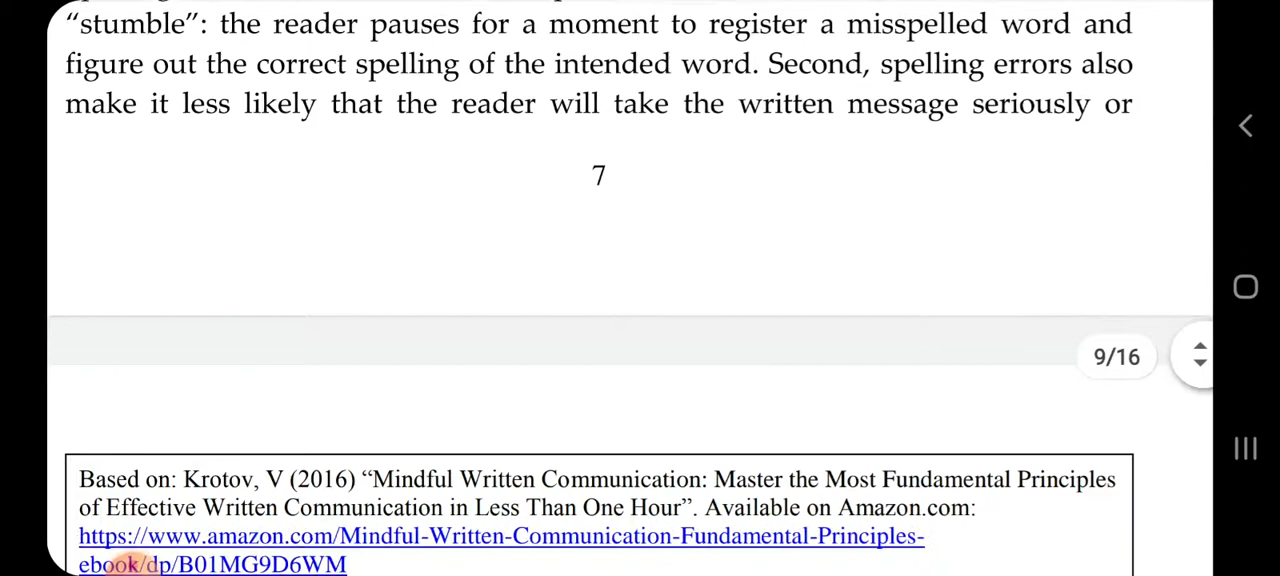 “stumble”: the reader pauses for a moment to register a misspelled word and
figure out the correct spelling of the intended word. Second, spelling errors also
make it less likely that the reader will take the written message seriously or
7
9/16
Based on: Krotov, V (2016) “Mindful Written Communication: Master the Most Fundamental Principles
of Effective Written Communication in Less Than One Hour”. Available on Amazon.com:
https://www.amazon.com/Mindful-Written-Communication-Fundamental-Principles-
ebook/dp/B01MG9D6WM